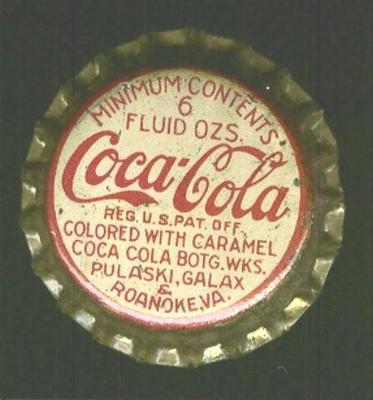 MINIMUM CONTENTS
6
FLUID OZS.
Coca-Cola
REG. U.S. PAT. OFF.
COLORED WITH CARAMEL
COCA COLA BOTG. WKS.
PULASKI, GALAX
&
ROANOKE, VA.